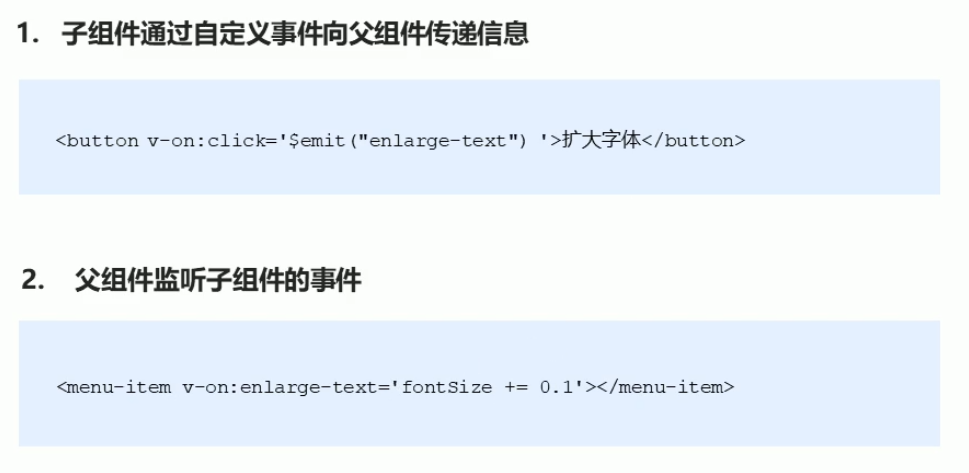 1. 子组件通过自定义事件向父组件传递信息
<button v-on:click='$emit("enlarge-text") '>扩大字体</button>
2. 父组件监听子组件的事件
<menu-item v-on:enlarge-text='fontSize += 0.1'></menu-item>